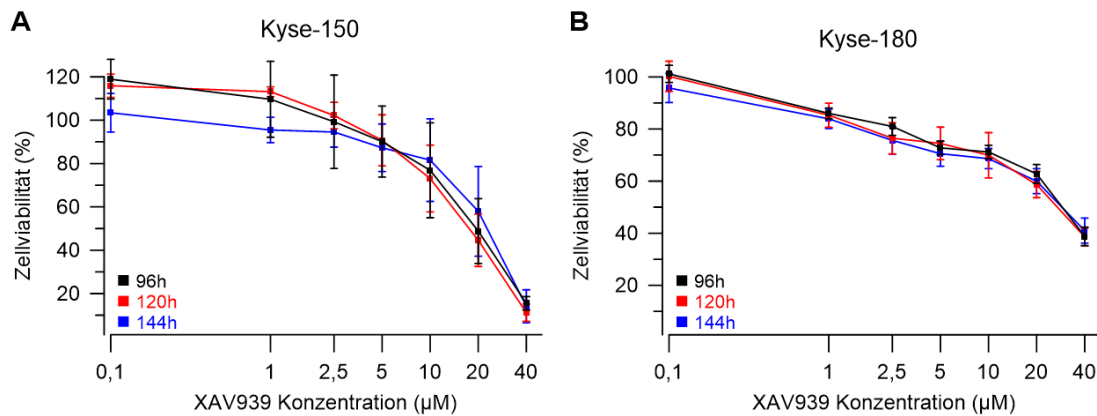 A
Kyse-150
Zellviabilität (%)
120
100
80
60
40
20
96h
120h
144h
0,1 1 2,5 5 10 20 40
XAV939 Konzentration (µM)
B
Kyse-180
Zellviabilität (%)
100
80
60
40
20
96h
120h
144h
0,1 1 2,5 5 10 20 40
XAV939 Konzentration (µM)